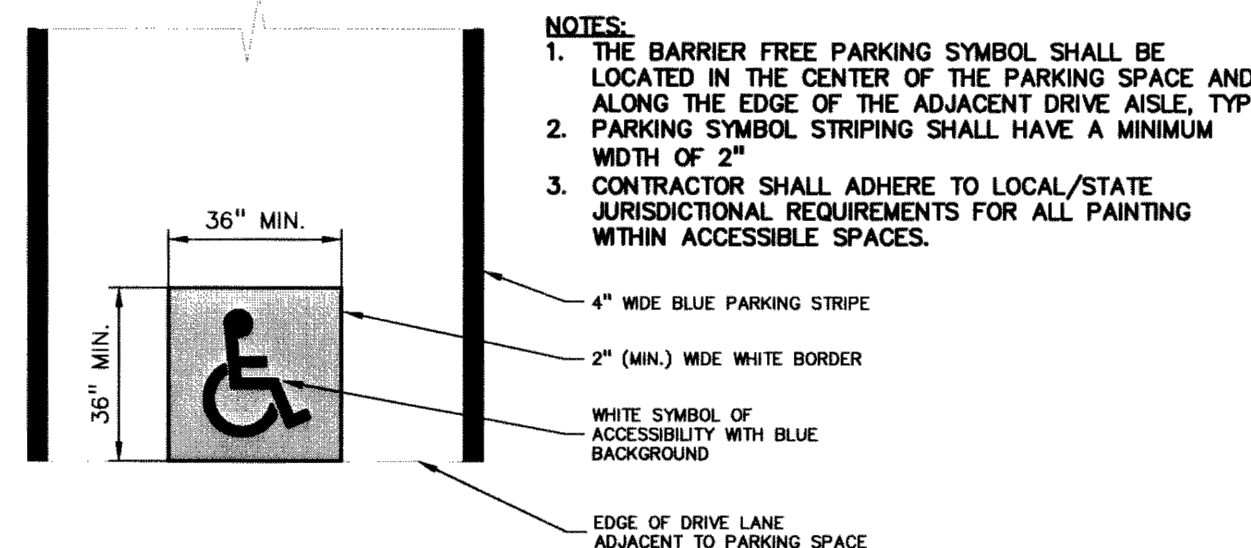 NOTES:
1. THE BARRIER FREE PARKING SYMBOL SHALL BE
LOCATED IN THE CENTER OF THE PARKING SPACE AND
ALONG THE EDGE OF THE ADJACENT DRIVE AISLE, TYP
2. PARKING SYMBOL STRIPING SHALL HAVE A MINIMUM
WIDTH OF 2"
3. CONTRACTOR SHALL ADHERE TO LOCAL/STATE
JURISDICTIONAL REQUIREMENTS FOR ALL PAINTING
WITHIN ACCESSIBLE SPACES.
36" MIN.
36" MIN.
4" WIDE BLUE PARKING STRIPE
2" (MIN.) WIDE WHITE BORDER
WHITE SYMBOL OF
ACCESSIBILITY WITH BLUE
BACKGROUND
EDGE OF DRIVE LANE
ADJACENT TO PARKING SPACE